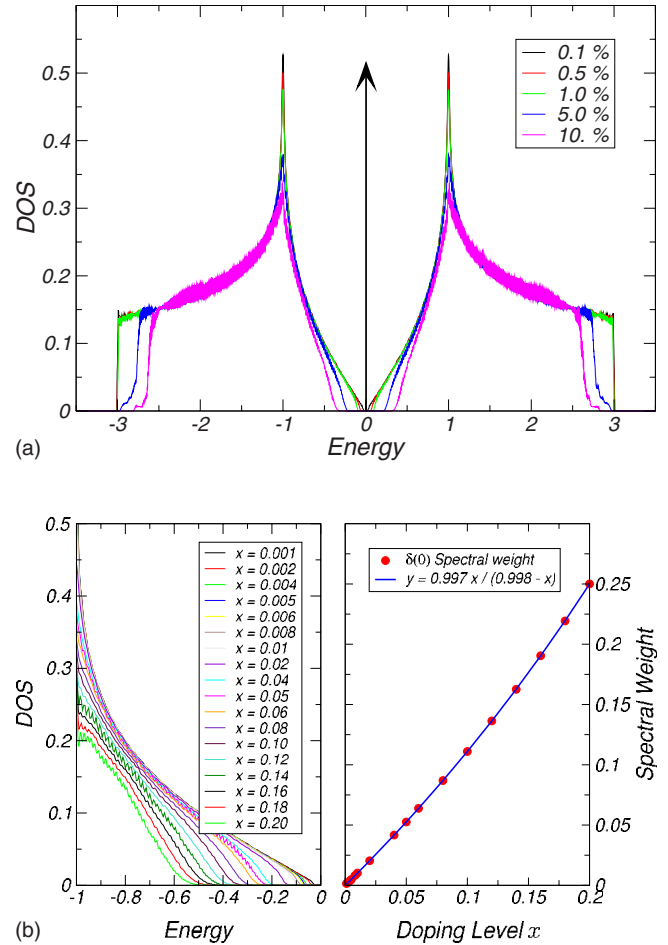 0.5
0.4
0.3
0.2
0.1
0
DOS
0.1 %
0.5 %
1.0 %
5.0 %
10. %
-3 -2 -1 0 1 2 3
Energy
(a)
0.5
0.4
0.3
0.2
0.1
0
DOS
x = 0.001
x = 0.002
x = 0.004
x = 0.005
x = 0.006
x = 0.008
x = 0.01
x = 0.02
x = 0.04
x = 0.05
x = 0.06
x = 0.08
x = 0.10
x = 0.12
x = 0.14
x = 0.16
x = 0.18
x = 0.20
-1 -0.8 -0.6 -0.4 -0.2
Energy
(b)
δ(0) Spectral weight
y = 0.997 x / (0.998 - x)
0.25
0.2
0.15
0.1
0.05
0
Spectral Weight
0 0.05 0.1 0.15 0.2
Doping Level x